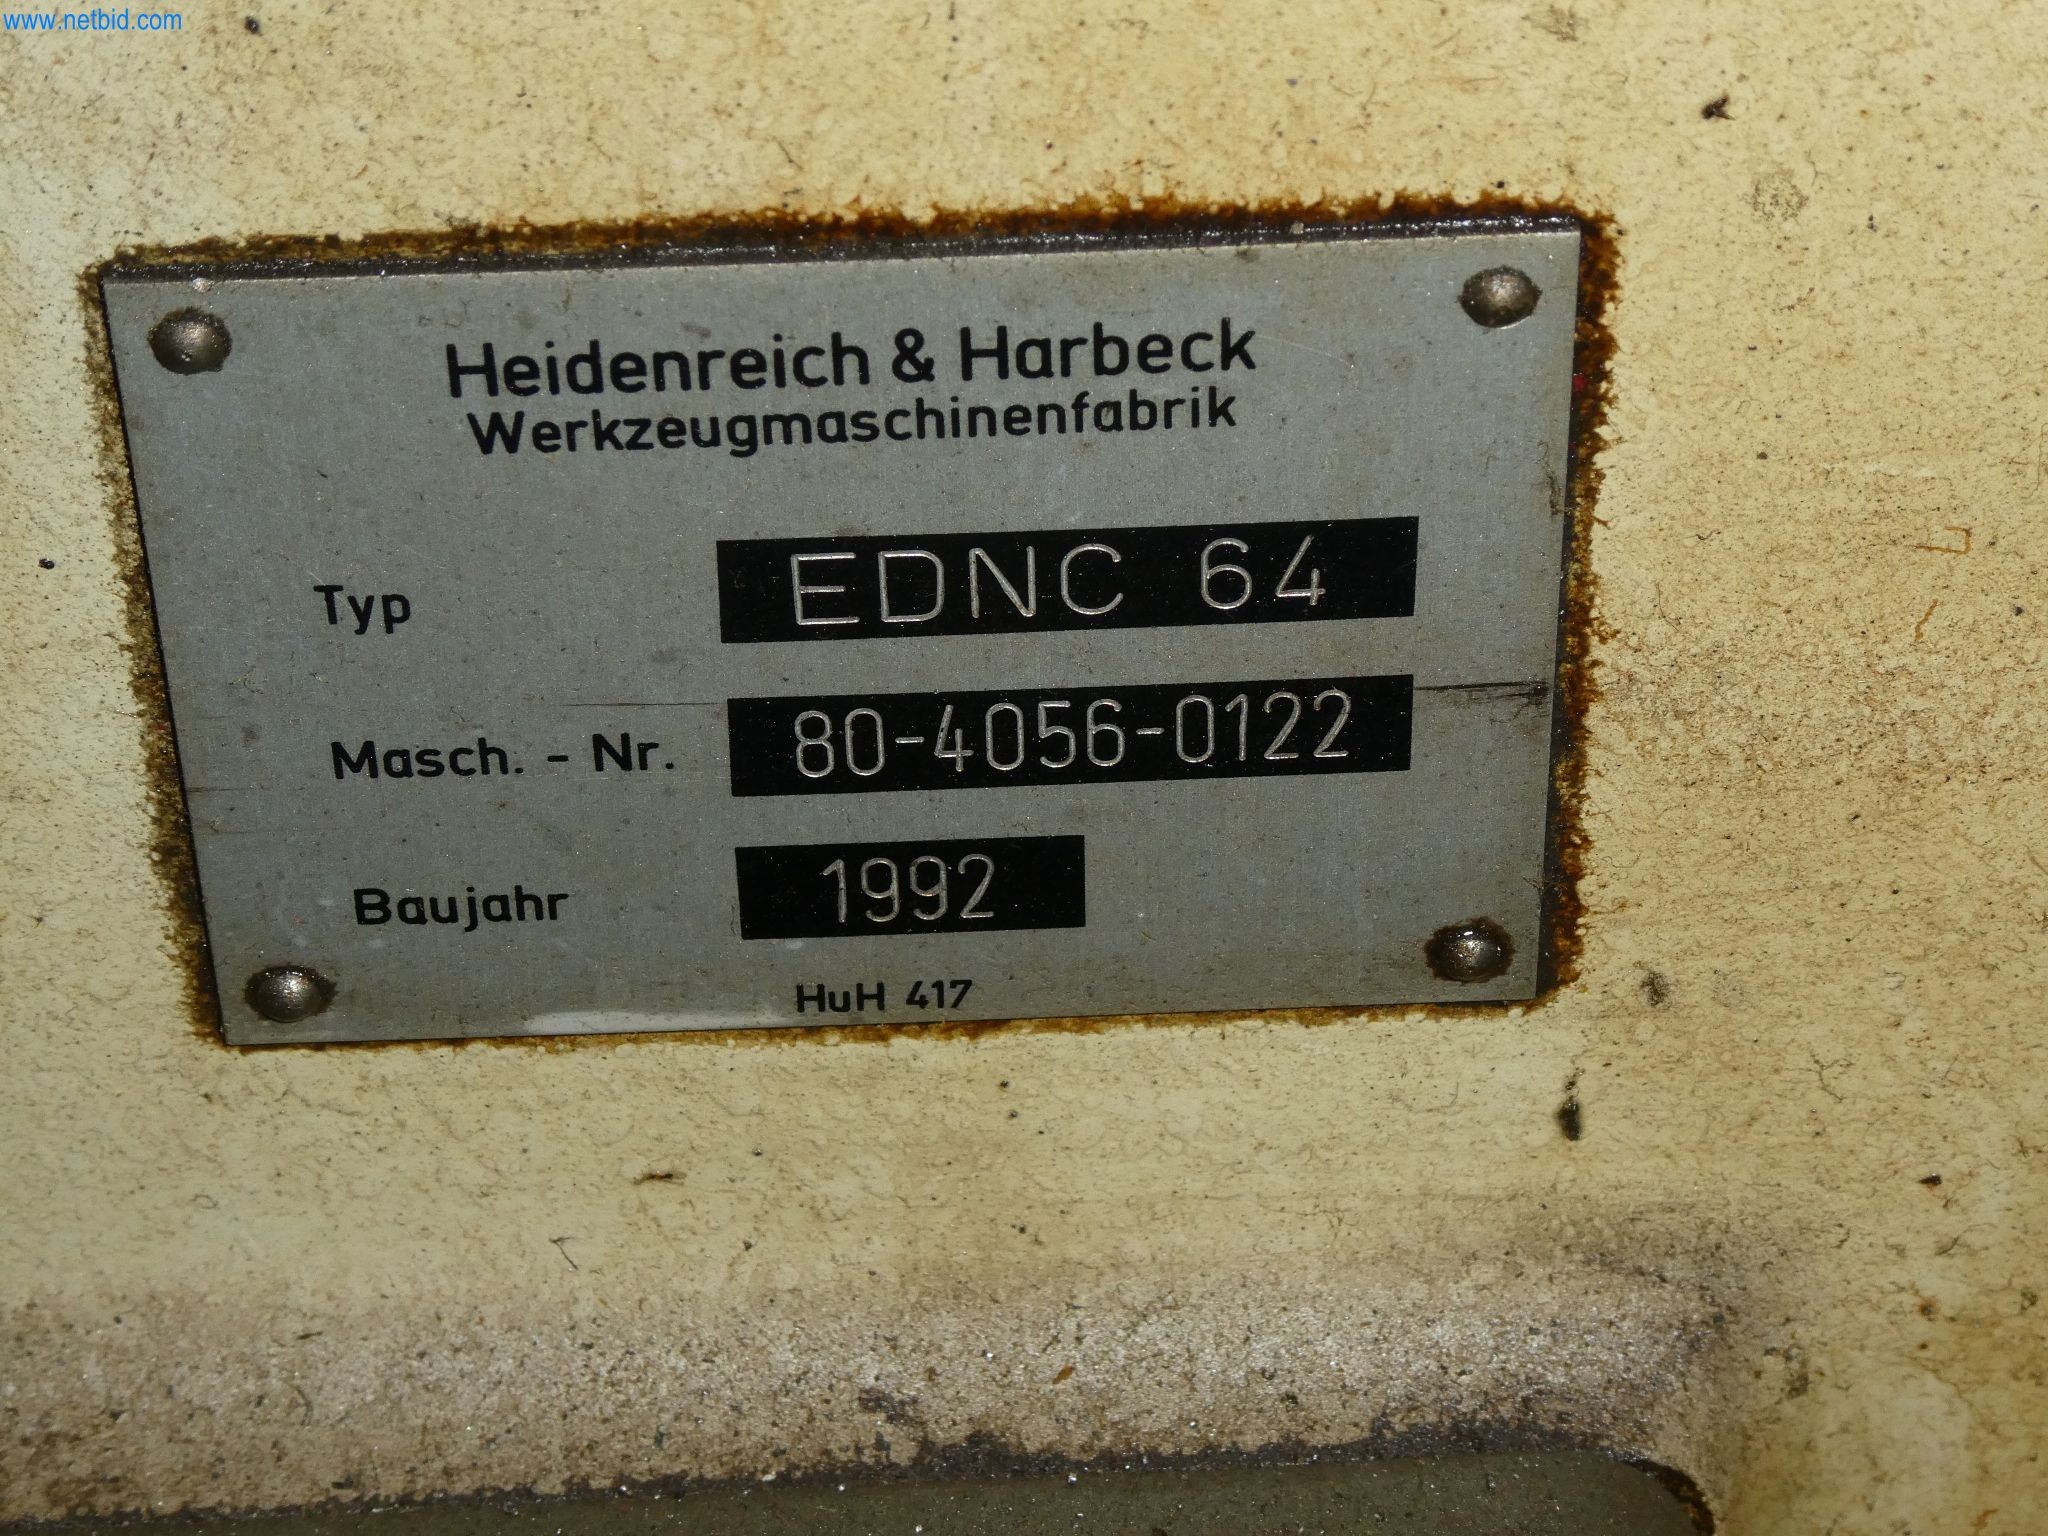 www.netbid.com
Heidenreich & Harbeck
Werkzeugmaschinenfabrik
Typ EDNC 64
Masch. - Nr. 80-4056-0122
Baujahr 1992
HuH 417